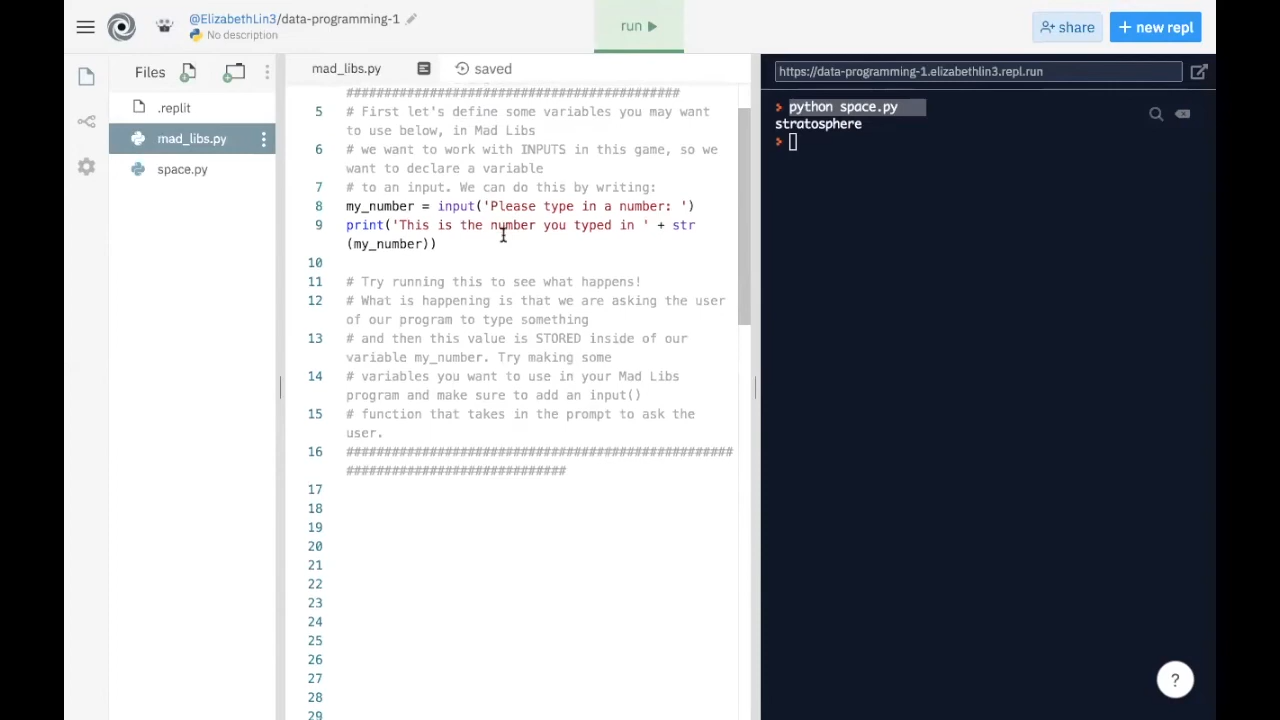 @ElizabethLin3/data-programming-1
No description
run
share
+ new repl
Files
.replit
mad_libs.py
space.py
mad_libs.py
saved
###########################################
5 # First let's define some variables you may want
to use below, in Mad Libs
6 # we want to work with INPUTS in this game, so we
want to declare a variable
7 # to an input. We can do this by writing:
8 my_number = input('Please type in a number: ')
9 print('This is the number you typed in ' + str
(my_number))
10
11 # Try running this to see what happens!
12 # What is happening is that we are asking the user
of our program to type something
13 # and then this value is STORED inside of our
variable my_number. Try making some
14 # variables you want to use in your Mad Libs
program and make sure to add an input()
15 # function that takes in the prompt to ask the
user.
16 ##################################################
#############################
17
18
19
20
21
22
23
24
25
26
27
28
29
https://data-programming-1.elizabethlin3.repl.run
> python space.py
stratosphere
>
?